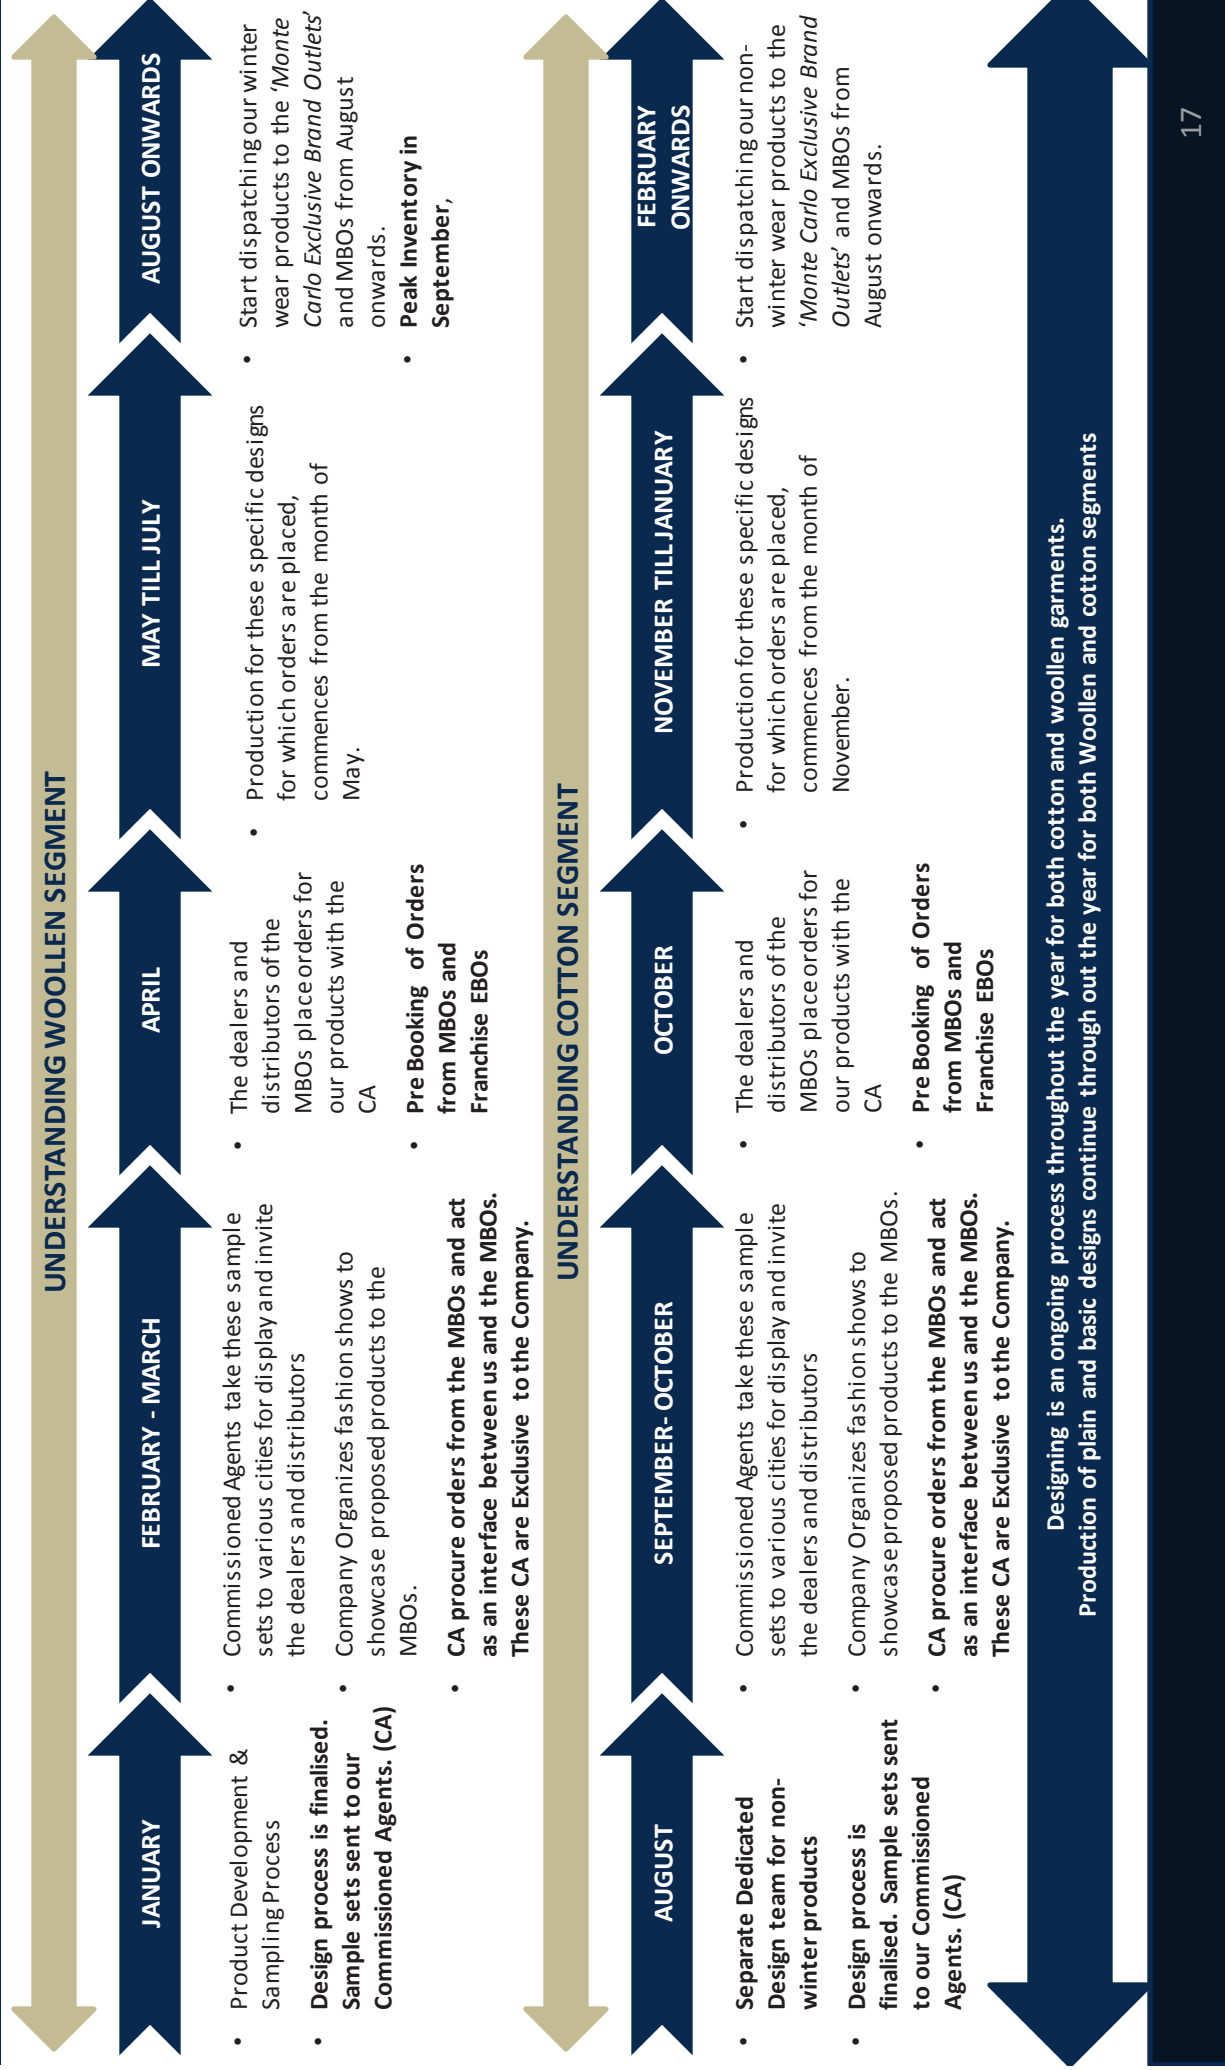 UNDERSTANDING WOOLLEN SEGMENT
JANUARY
FEBRUARY - MARCH
APRIL
MAY TILL JULY
AUGUST ONWARDS
• Product Development &
Sampling Process
• Design process is finalised.
Sample sets sent to our
Commissioned Agents. (CA)
• Commissioned Agents take these sample
sets to various cities for display and invite
the dealers and distributors
• Company Organizes fashion shows to
showcase proposed products to the
MBOs.
• CA procure orders from the MBOs and act
as an interface between us and the MBOs.
These CA are Exclusive to the Company.
• The dealers and
distributors of the
MBOs place orders for
our products with the
CA
• Pre Booking of Orders
from MBOs and
Franchise EBOs
• Production for these specific designs
for which orders are placed,
commences from the month of
May.
• Start dispatching our winter
wear products to the ‘Monte
Carlo Exclusive Brand Outlets’
and MBOs from August
onwards.
• Peak Inventory in
September,
UNDERSTANDING COTTON SEGMENT
AUGUST
SEPTEMBER- OCTOBER
OCTOBER
NOVEMBER TILL JANUARY
FEBRUARY
ONWARDS
• Separate Dedicated
Design team for non-
winter products
• Design process is
finalised. Sample sets sent
to our Commissioned
Agents. (CA)
• Commissioned Agents take these sample
sets to various cities for display and invite
the dealers and distributors
• Company Organizes fashion shows to
showcase proposed products to the MBOs.
• CA procure orders from the MBOs and act
as an interface between us and the MBOs.
These CA are Exclusive to the Company.
• The dealers and
distributors of the
MBOs place orders for
our products with the
CA
• Pre Booking of Orders
from MBOs and
Franchise EBOs
• Production for these specific designs
for which orders are placed,
commences from the month of
November.
• Start dispatching our non-
winter wear products to the
‘Monte Carlo Exclusive Brand
Outlets’ and MBOs from
August onwards.
Designing is an ongoing process throughout the year for both cotton and woollen garments.
Production of plain and basic designs continue through out the year for both Woollen and cotton segments
17